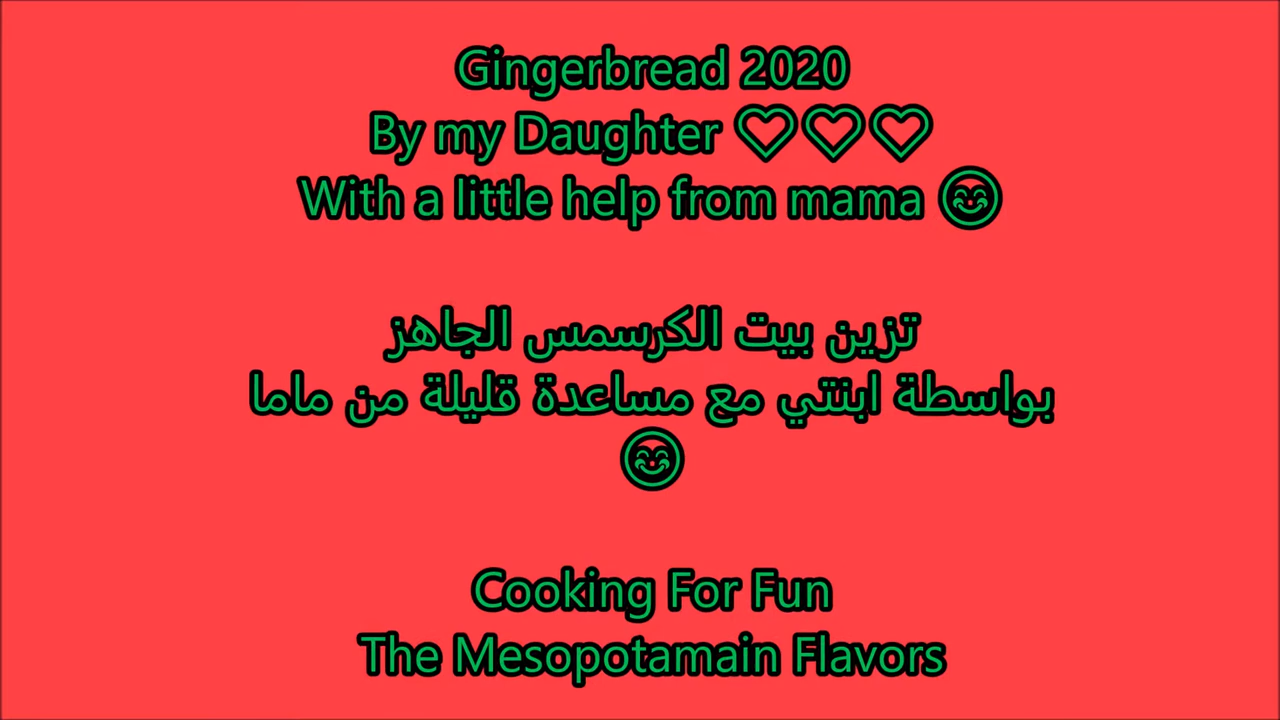 Gingerbread 2020
By my Daughter ♡♡♡
With a little help from mama 😊
تزين بيت الكرسمس الجاهز
بواسطة ابنتي مع مساعدة قليلة من ماما
😊
Cooking For Fun
The Mesopotamain Flavors